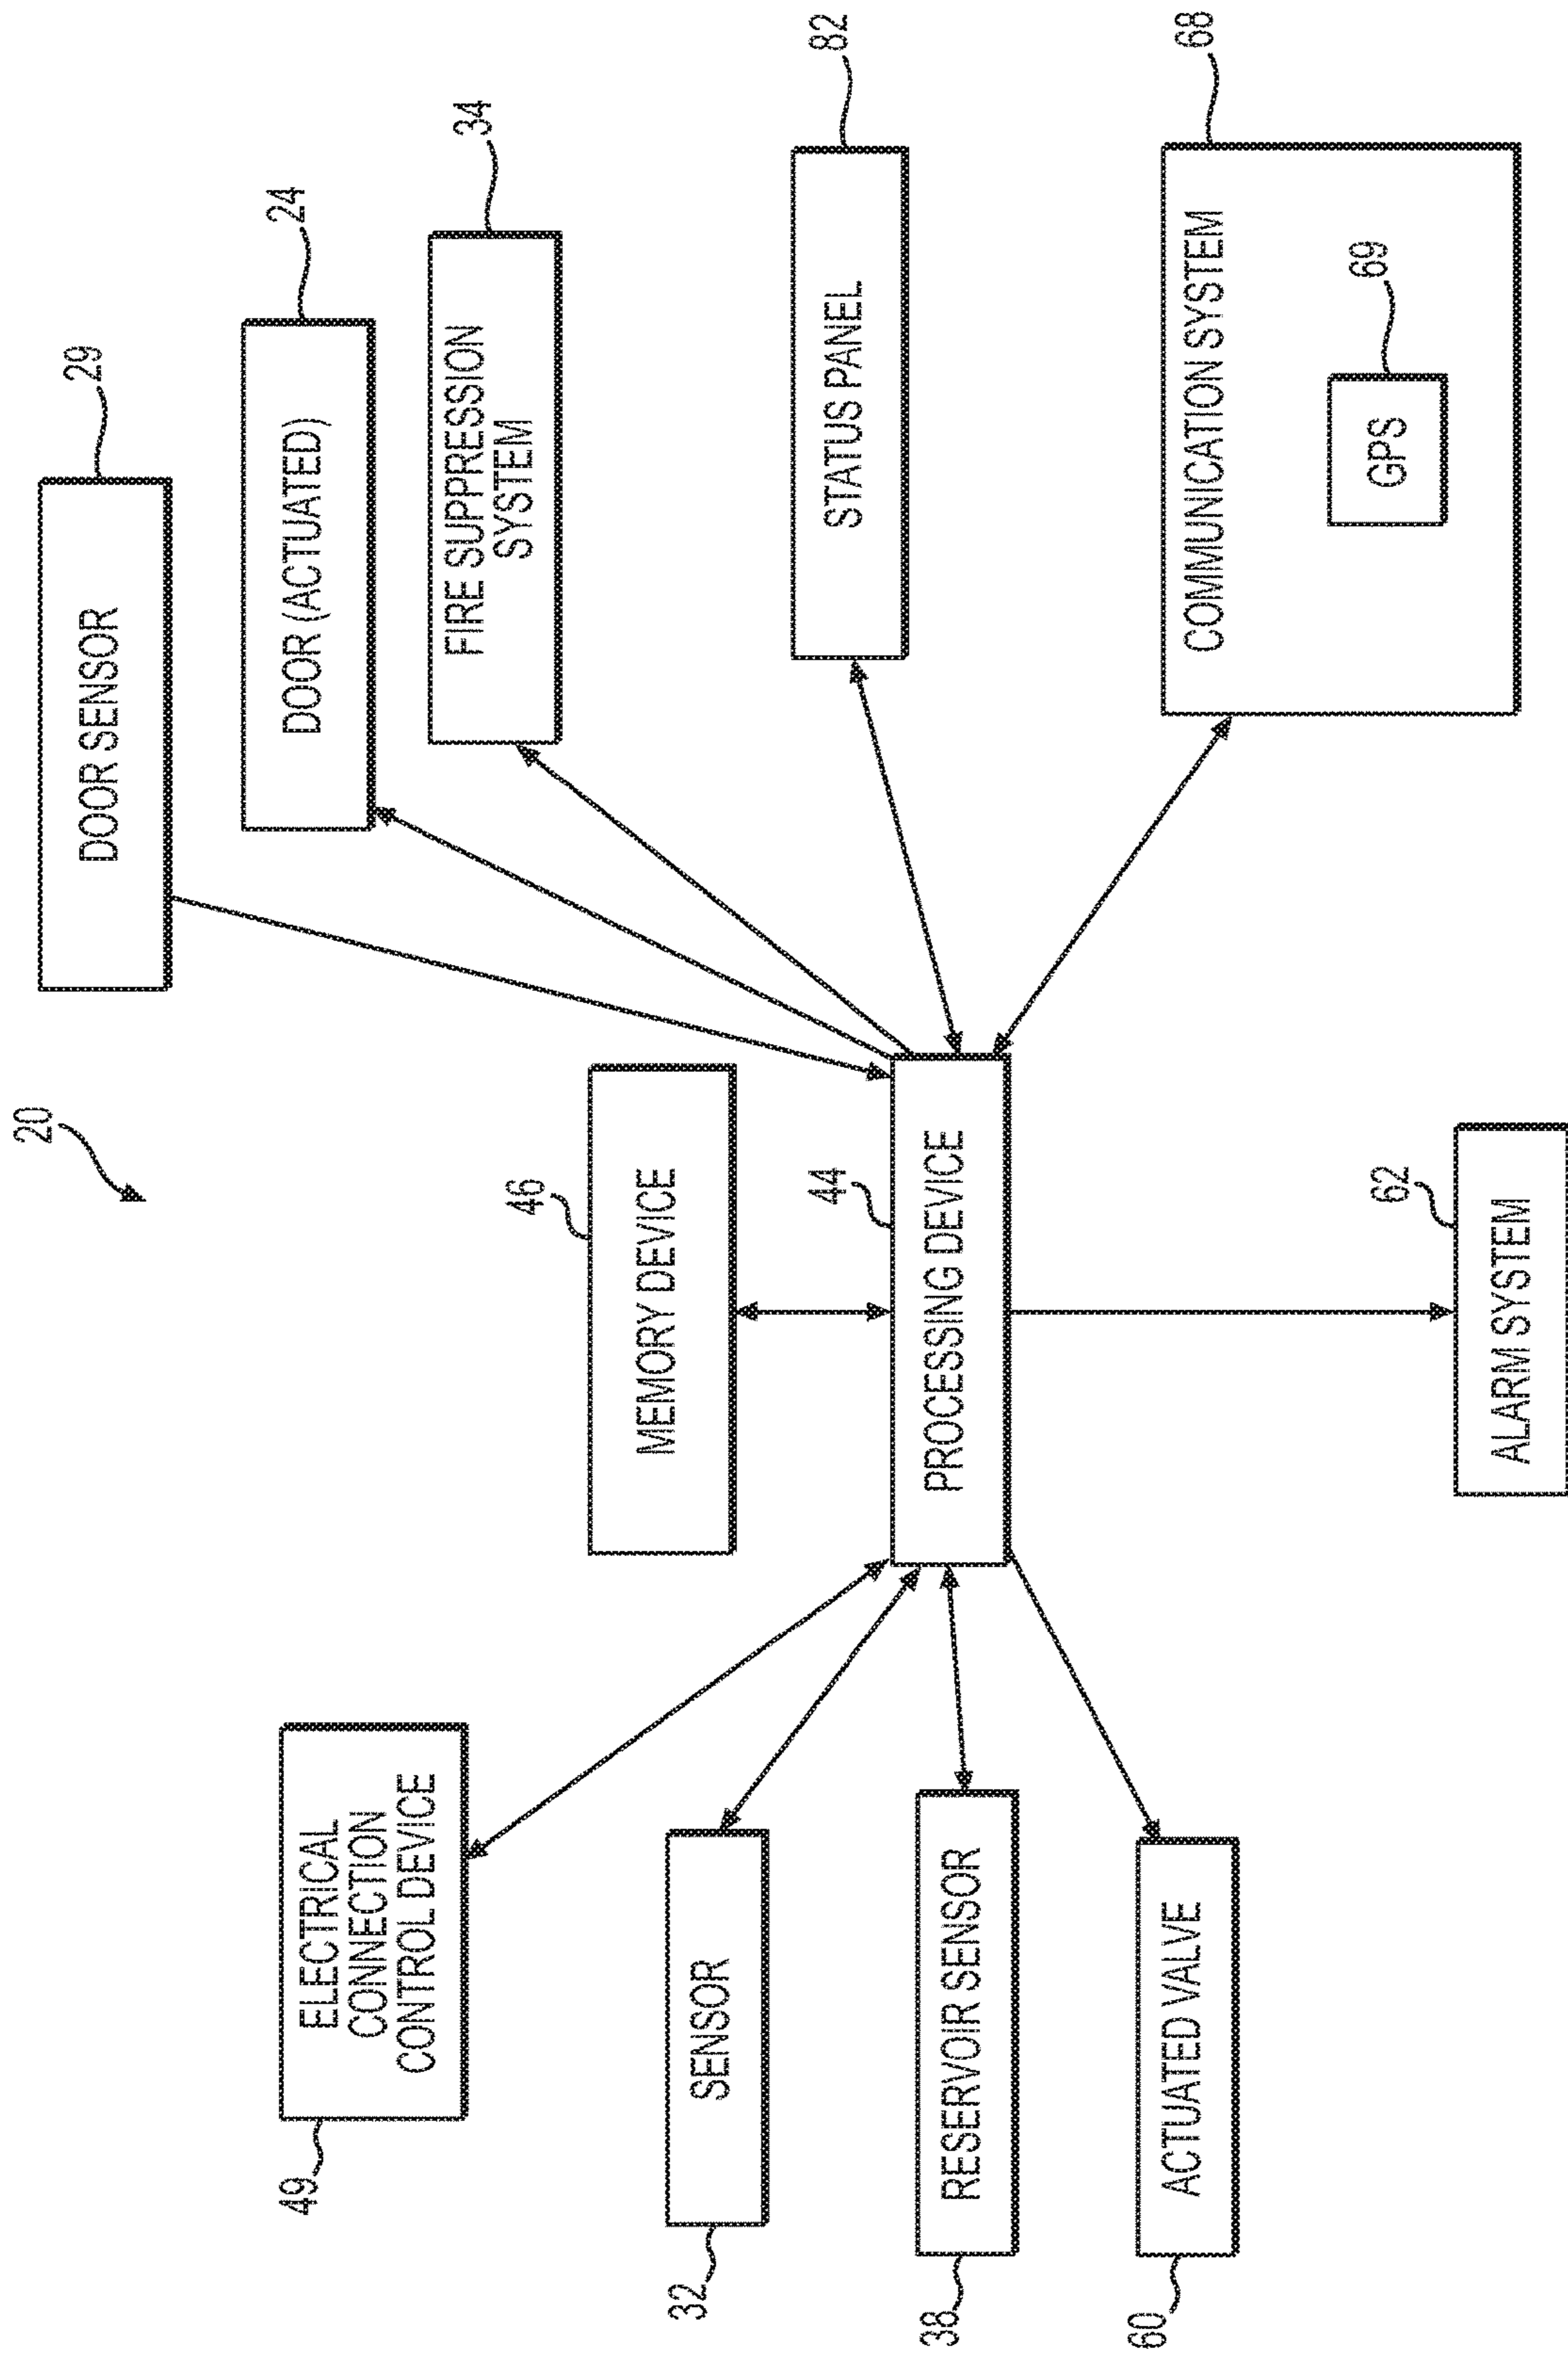 20
DOOR SENSOR
29
DOOR (ACTUATED)
24
FIRE SUPPRESSION
SYSTEM
34
STATUS PANEL
82
COMMUNICATION SYSTEM
68
GPS
69
MEMORY DEVICE
46
PROCESSING DEVICE
44
ALARM SYSTEM
62
ELECTRICAL
CONNECTION
CONTROL DEVICE
49
SENSOR
32
RESERVOIR SENSOR
38
ACTUATED VALVE
60